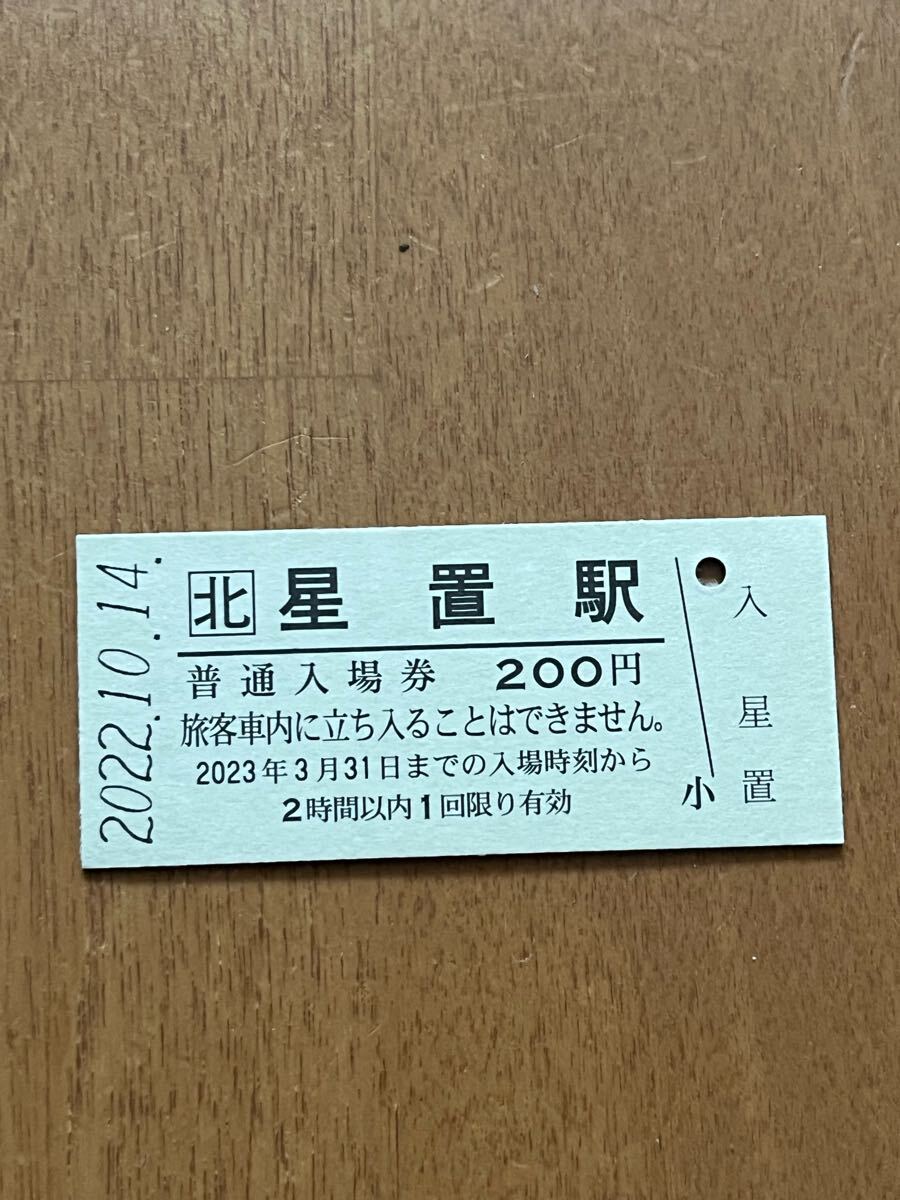 2022.10.14.
北 星置駅
普通入場券 200円
旅客車内に立ち入ることはできません。
2023年3月31日までの入場時刻から
2時間以内1回限り有効
小
入
星
置